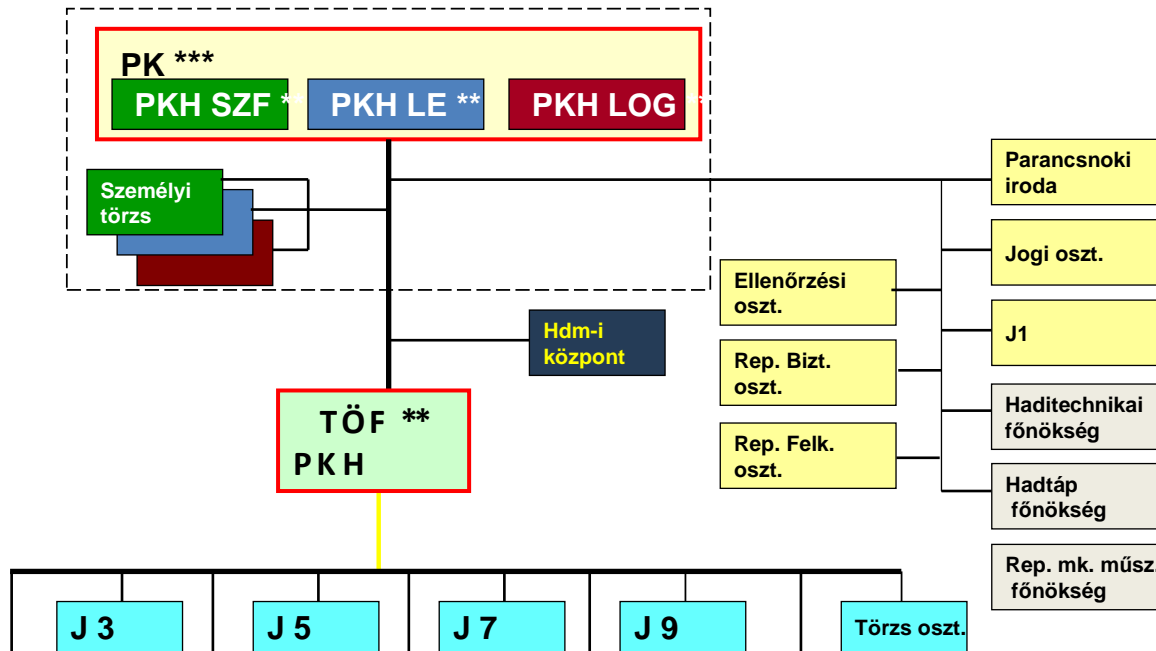 PK ***
PKH SZF **
PKH LE **
PKH LOG **
Személyi
törzs
Parancsnoki
iroda
Jogi oszt.
Ellenőrzési
oszt.
J1
Hdm-i
központ
Rep. Bizt.
oszt.
Haditechnikai
főnökség
TÖF **
PKH
Rep. Felk.
oszt.
Hadtáp
főnökség
Rep. mk. műsz.
főnökség
J 3
J 5
J 7
J 9
Törzs oszt.